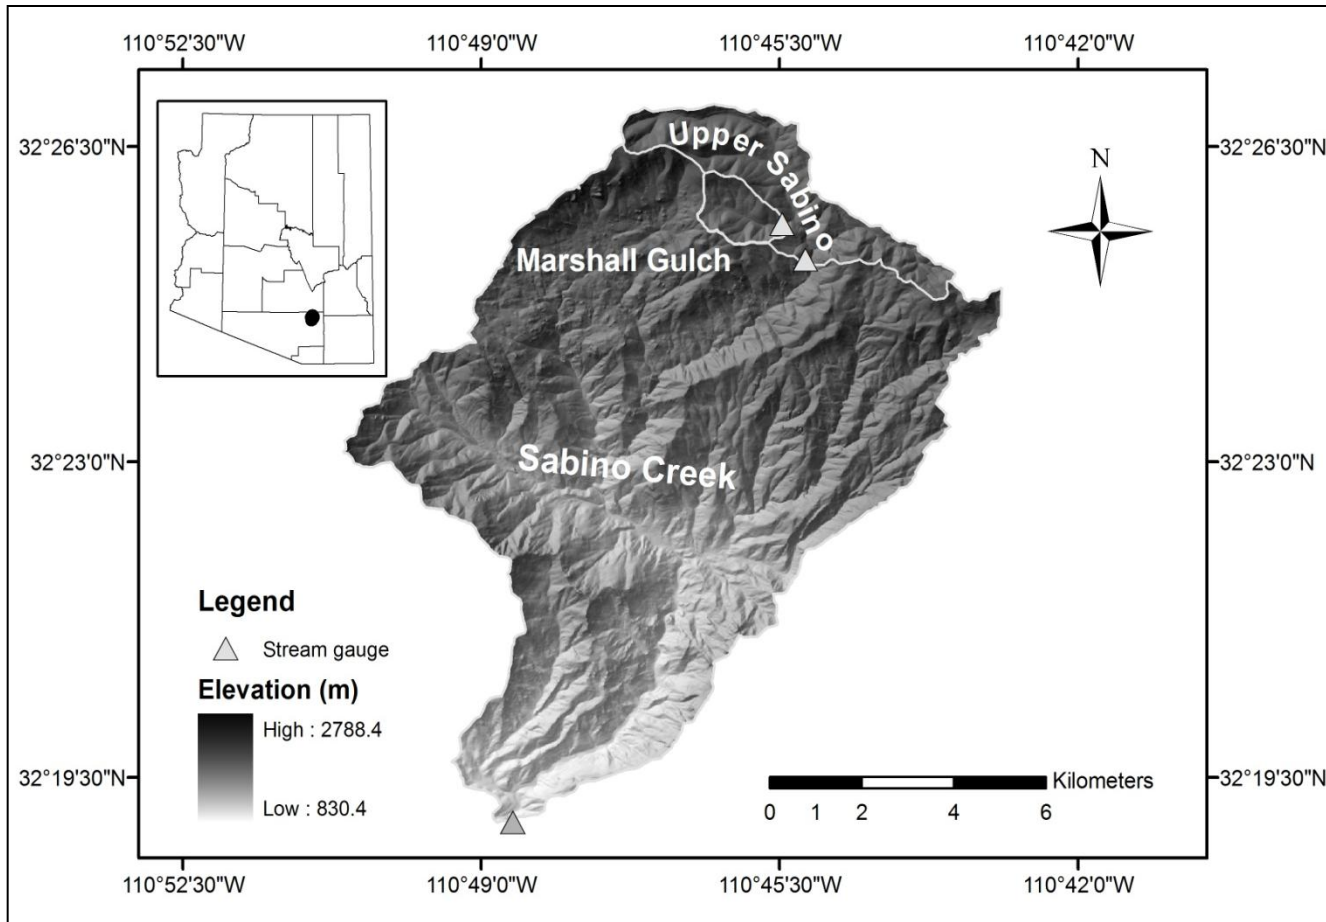 110°52'30"W 110°49'0"W 110°45'30"W 110°42'0"W
32°26'30"N 32°26'30"N
Upper Sabino
N
Marshall Gulch
32°23'0"N 32°23'0"N
Sabino Creek
Legend
Stream gauge
Elevation (m)
High : 2788.4
Low : 830.4
32°19'30"N 32°19'30"N
Kilometers
0 1 2 4 6
110°52'30"W 110°49'0"W 110°45'30"W 110°42'0"W